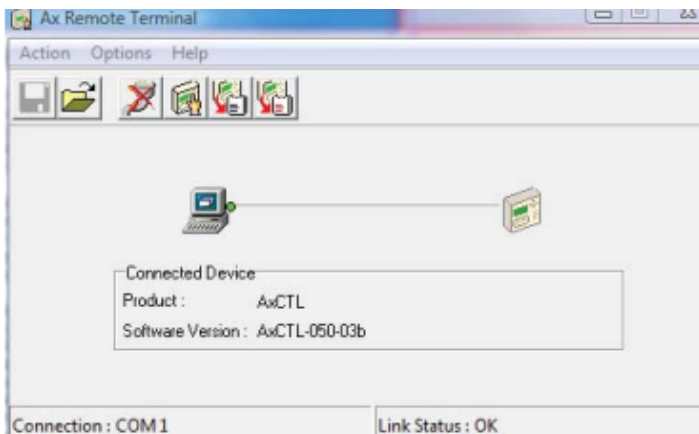 Ax Remote Terminal
Action Options Help
Connected Device
Product : AxCTL
Software Version : AxCTL-050-03b
Connection : COM 1 Link Status : OK